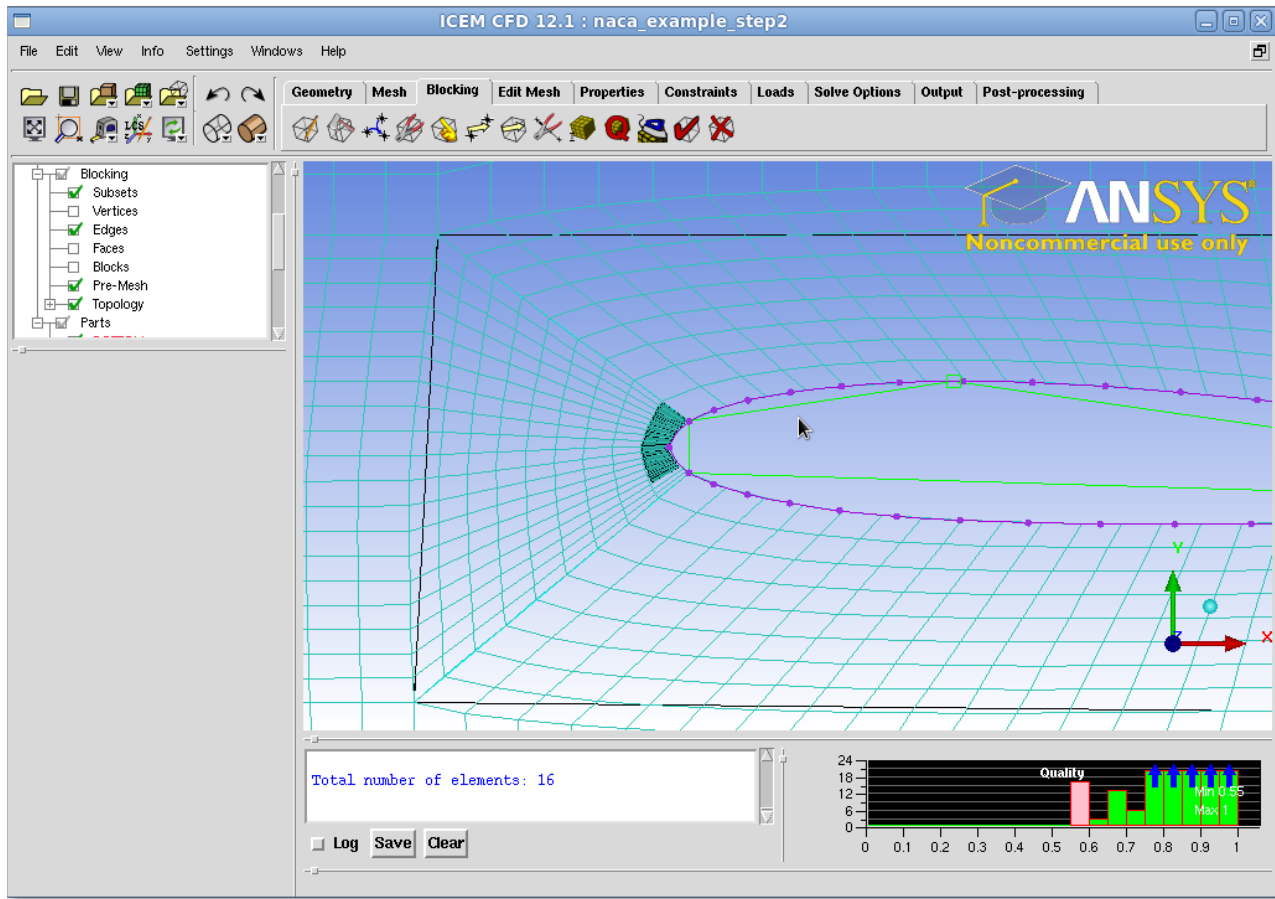 ICEM CFD 12.1 : naca_example_step2
File Edit View Info Settings Windows Help
Geometry Mesh Blocking Edit Mesh Properties Constraints Loads Solve Options Output Post-processing
LCS
Blocking
Subsets
Vertices
Edges
Faces
Blocks
Pre-Mesh
Topology
Parts
ANSYS
Noncommercial use only
Y
Z
X
Total number of elements: 16
Log Save Clear
Quality
Min 0.55
Max 1
24
18
12
6
0
0 0.1 0.2 0.3 0.4 0.5 0.6 0.7 0.8 0.9 1